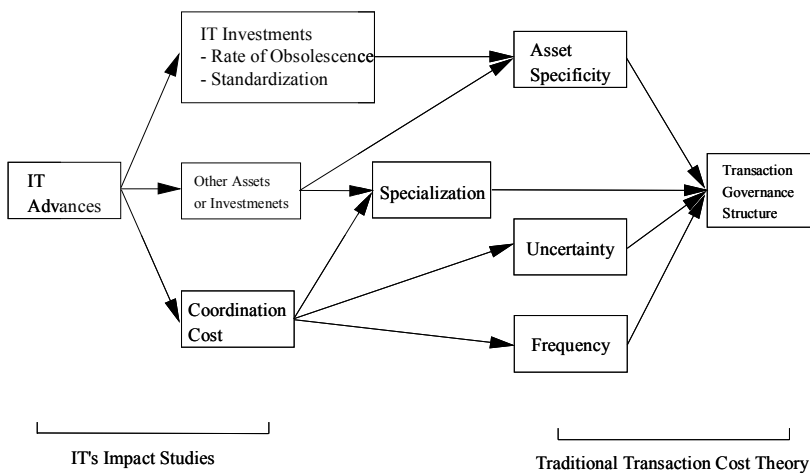 IT Investments
- Rate of Obsolescence
- Standardization
Asset
Specificity
IT
Advances
Other Assets
or Investmenets
Specialization
Transaction
Governance
Structure
Uncertainty
Coordination
Cost
Frequency
IT's Impact Studies
Traditional Transaction Cost Theory